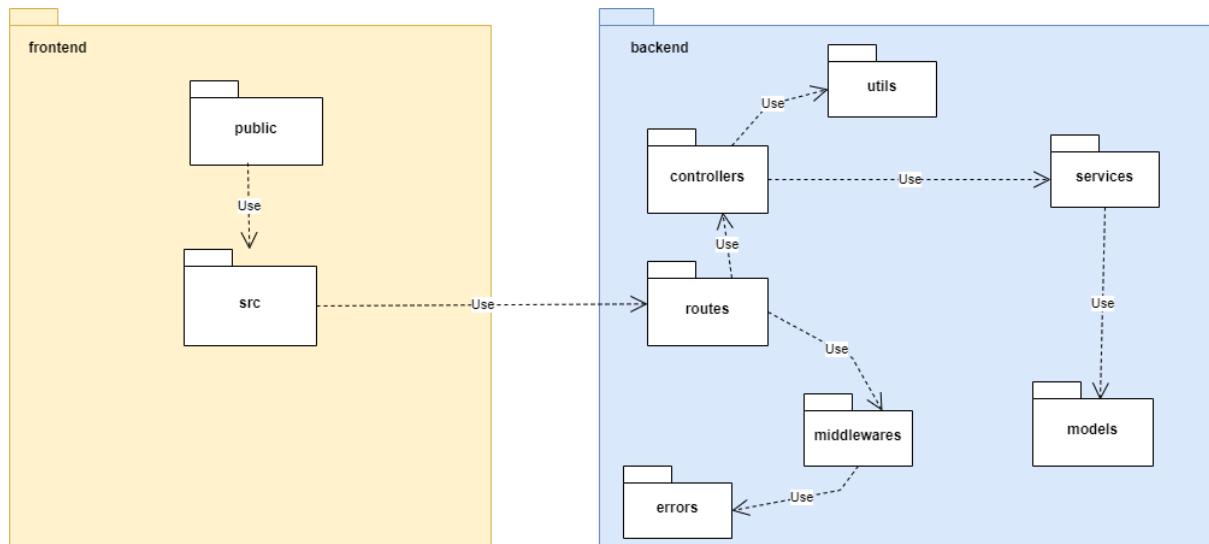 frontend
public
Use
src
Use
backend
utils
Use
controllers
Use
services
Use
routes
Use
Use
middlewares
models
Use
errors